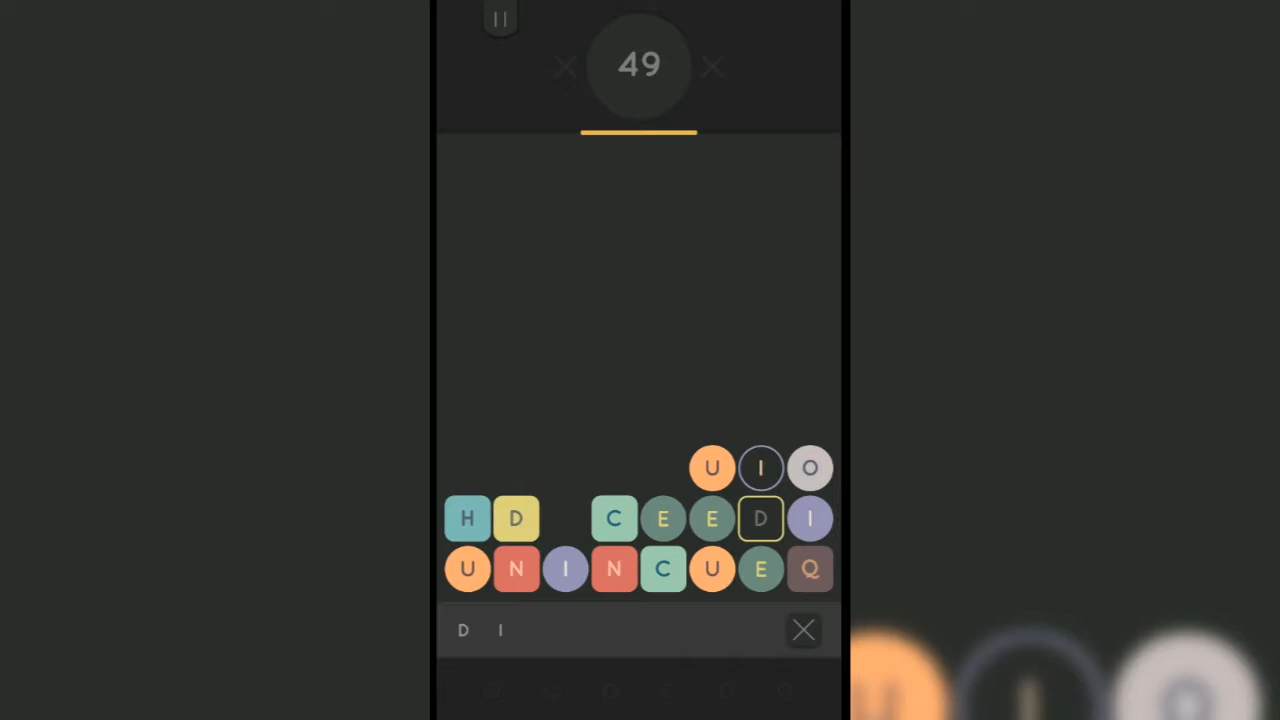 49
U I O
H D C E E D I
U N I N C U E Q
D I
U I O